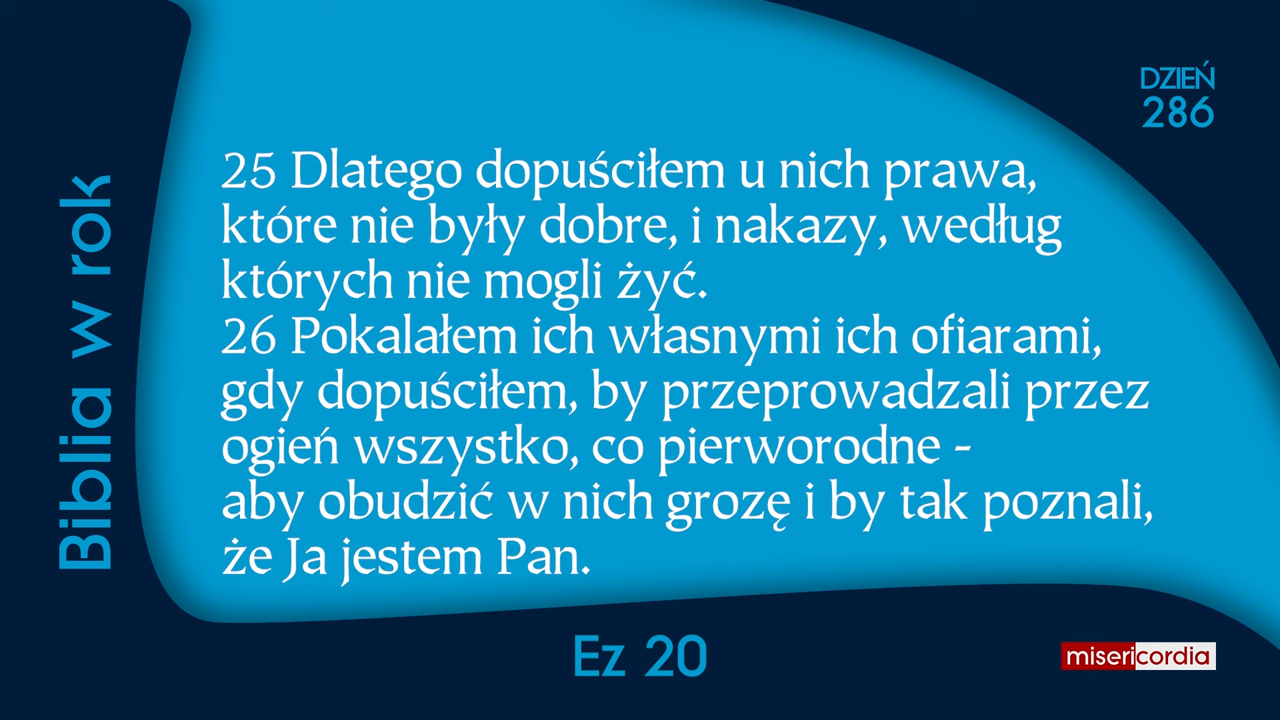 DZIEŃ
286
Biblia w rok
25 Dlatego dopuściłem u nich prawa,
które nie były dobre, i nakazy, według
których nie mogli żyć.
26 Pokalałem ich własnymi ich ofiarami,
gdy dopuściłem, by przeprowadzali przez
ogień wszystko, co pierworodne -
aby obudzić w nich grozę i by tak poznali,
że Ja jestem Pan.
Ez 20
misericordia